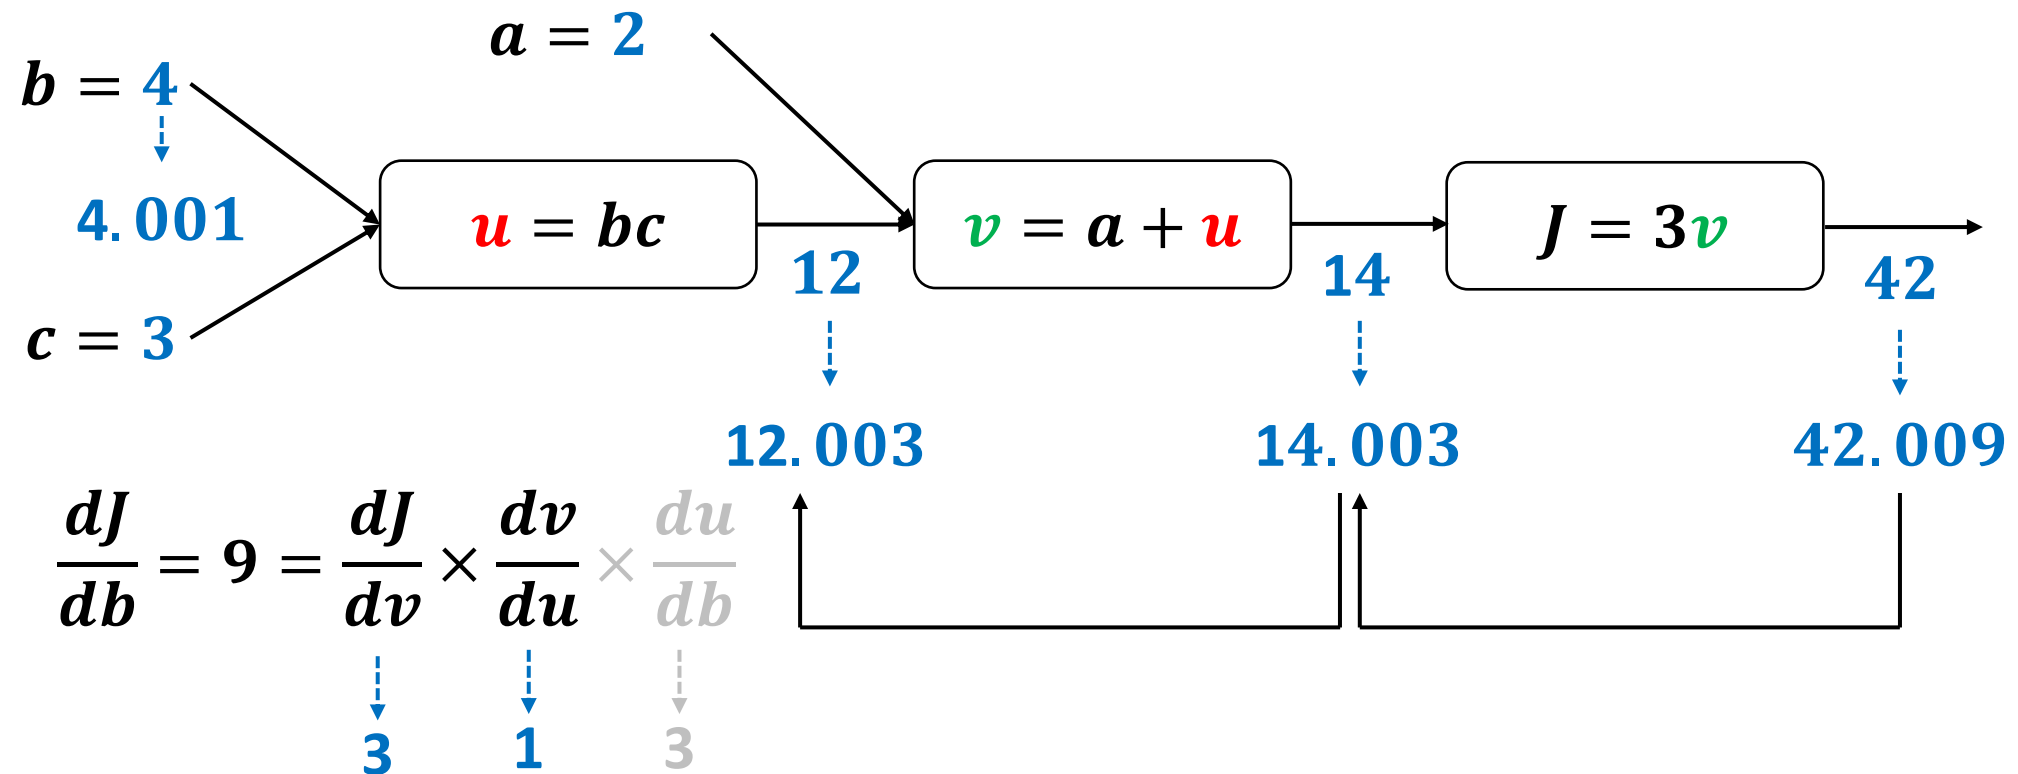 a = 2
b = 4
4.001
c = 3
u = bc
v = a + u
J = 3v
12
14
42
12.003
14.003
42.009
dJ/db = 9 = dJ/dv × dv/du × du/db
3
1
3